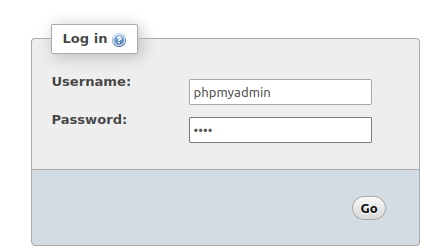 Log in
Username:
phpmyadmin
Password:
••••
Go